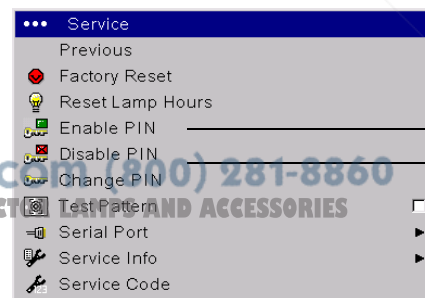 ••• Service
Previous
Factory Reset
Reset Lamp Hours
Enable PIN
Disable PIN
com (800) 281-8860
Change PIN
Test Pattern
LAMPS AND ACCESSORIES
Serial Port
Service Info
Service Code